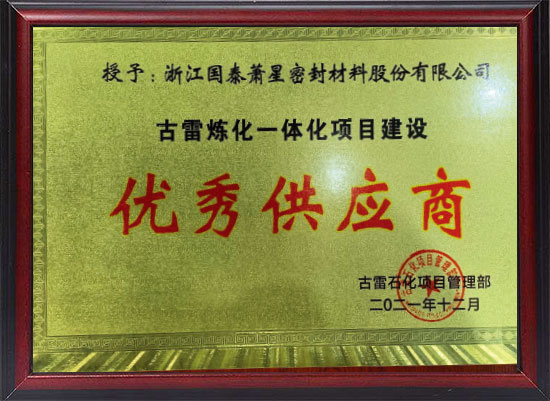 授予：浙江国泰萧星密封材料股份有限公司
古雷炼化一体化项目建设
优秀供应商
古雷石化项目管理部
二〇二一年十二月